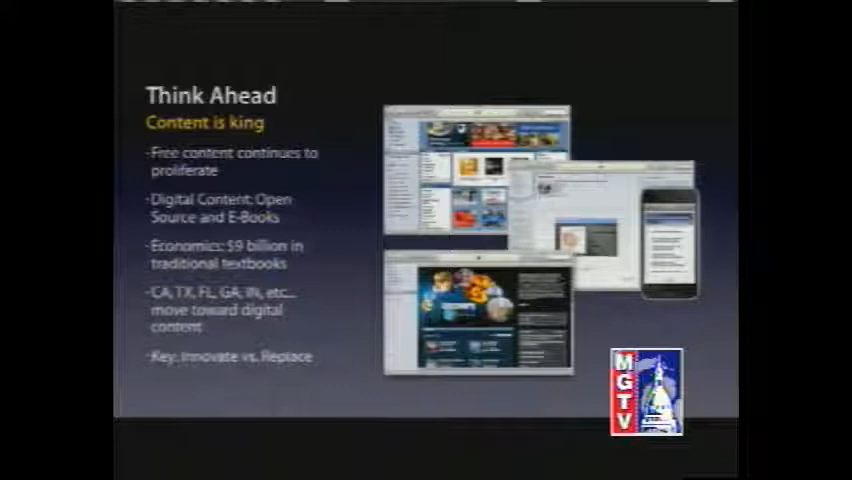 Think Ahead
Content is king
-Free content continues to
proliferate
-Digital Content: Open
Source and E-Books
-Economics: $9 billion in
traditional textbooks
-CA, TX, FL, GA, IN, etc...
move toward digital
content
-Key: Innovate vs. Replace
MGTV